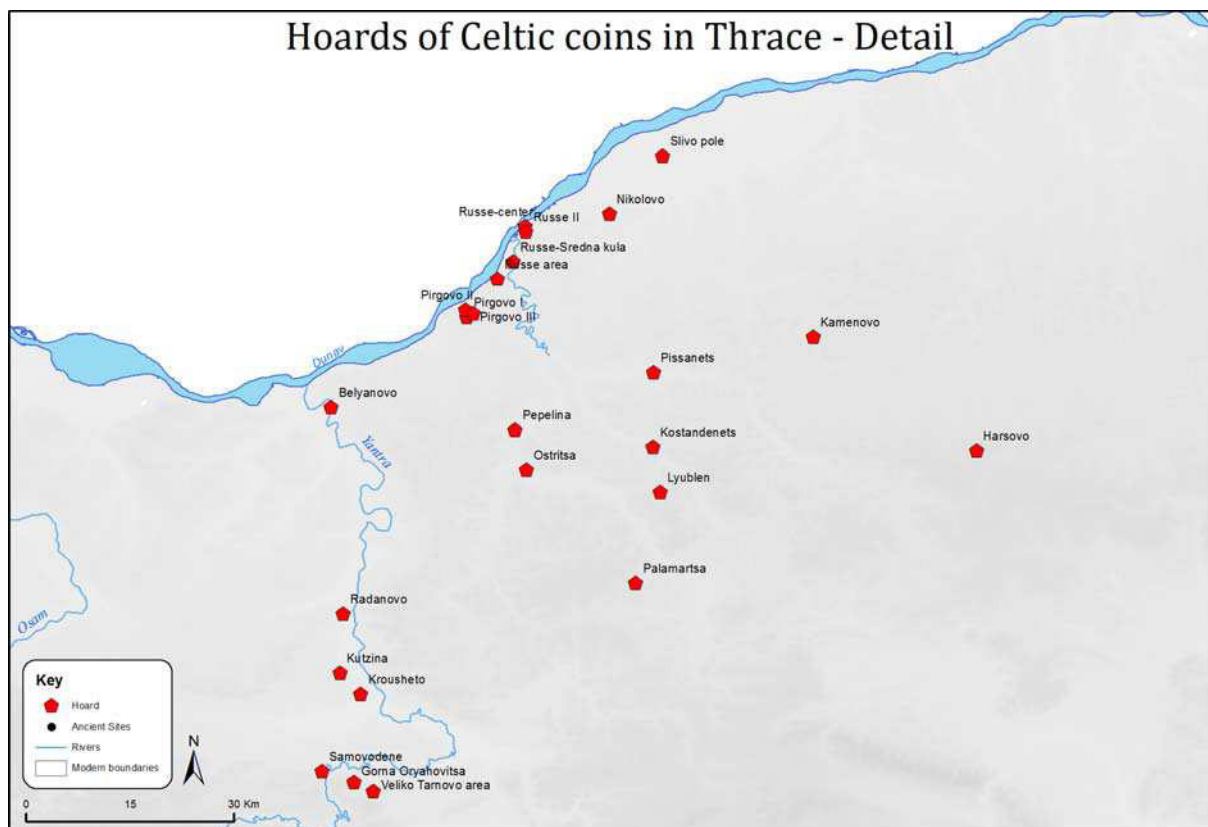 Hoards of Celtic coins in Thrace - Detail
Slivo pole
Nikolovo
Russe-center
Russe II
Russe-Sredna kula
Russe area
Pirgovo II
Pirgovo I
Pirgovo III
Kamenovo
Dunav
Pissanets
Belyanovo
Pepelina
Yantra
Kostandenets
Harsovo
Ostritsa
Lyublen
Palamartsa
Radanovo
Osam
Kutzina
Krousheto
Key
Hoard
Ancient Sites
Rivers
Modern boundaries
N
Samovodene
Gorna Oryahovitsa
Veliko Tarnovo area
0 15 30 Km